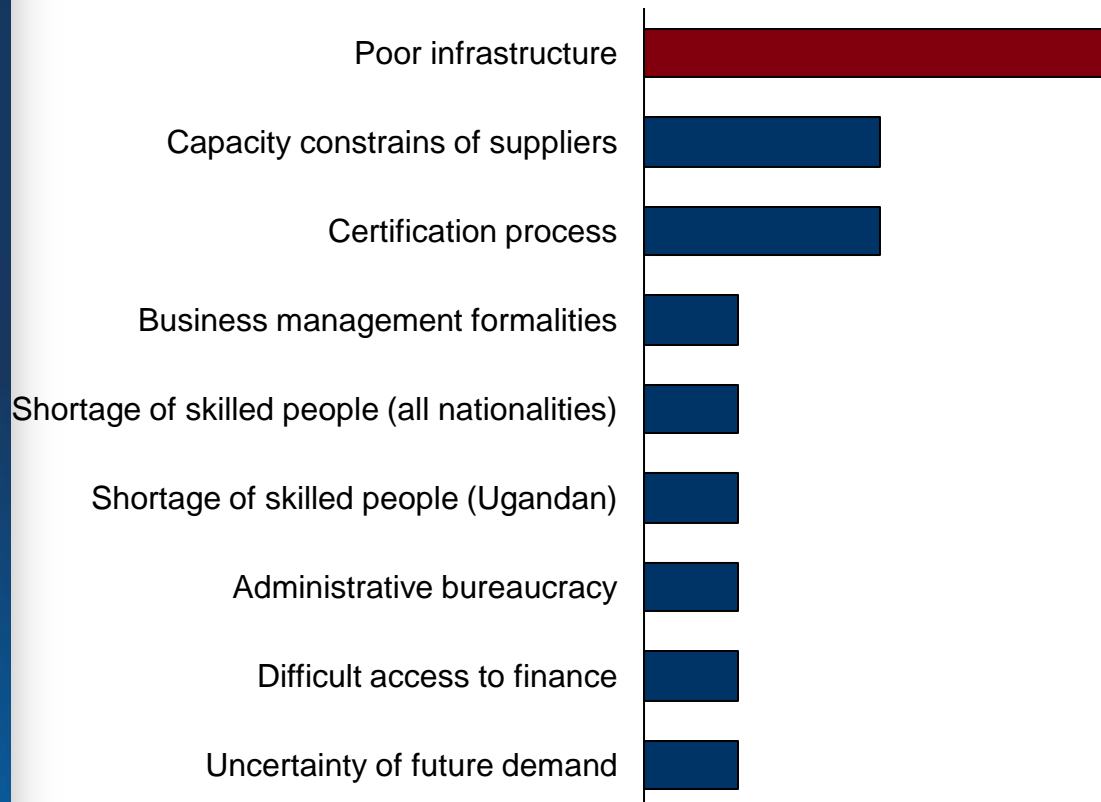 Poor infrastructure
Capacity constrains of suppliers
Certification process
Business management formalities
Shortage of skilled people (all nationalities)
Shortage of skilled people (Ugandan)
Administrative bureaucracy
Difficult access to finance
Uncertainty of future demand